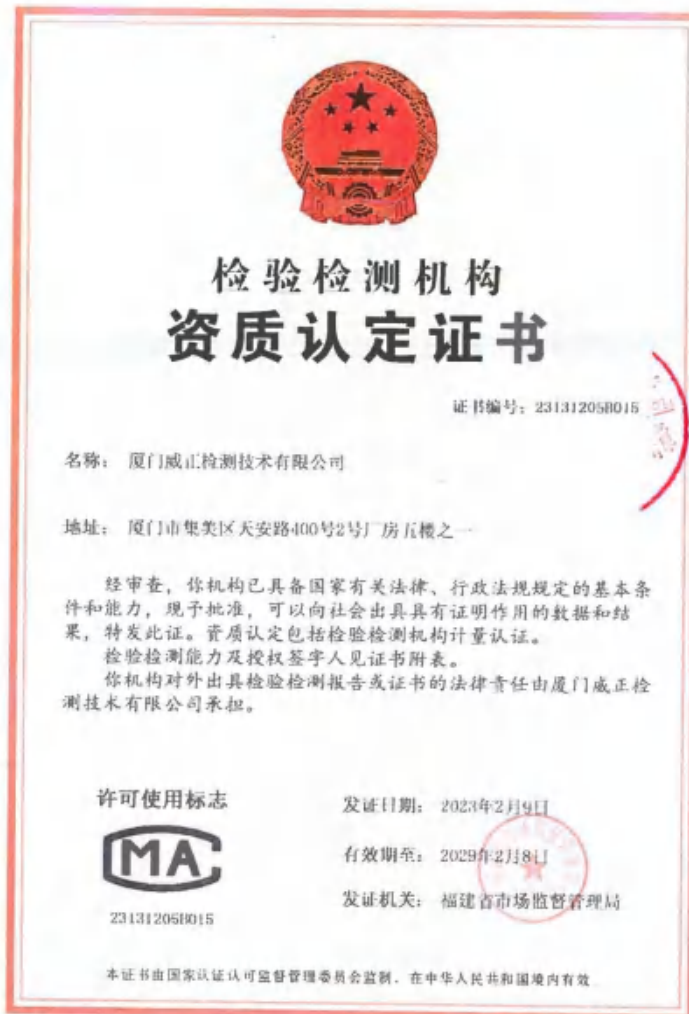 检验检测机构
资质认定证书
证书编号：23131205B015
名称：厦门威正检测技术有限公司
地址：厦门市集美区天安路400号2号厂房五楼之一
经审查，你机构已具备国家有关法律、行政法规规定的基本条
件和能力，现予批准，可以向社会出具具有证明作用的数据和结
果，特发此证。资质认定包括检验检测机构计量认证。
检验检测能力及授权签字人见证书附表。
你机构对外出具检验检测报告或证书的法律责任由厦门威正检
测技术有限公司承担。
许可使用标志
MA
23131205B015
发证日期：2023年2月9日
有效期至：2029年2月8日
发证机关：福建省市场监督管理局
本证书由国家认证认可监督管理委员会监制，在中华人民共和国境内有效